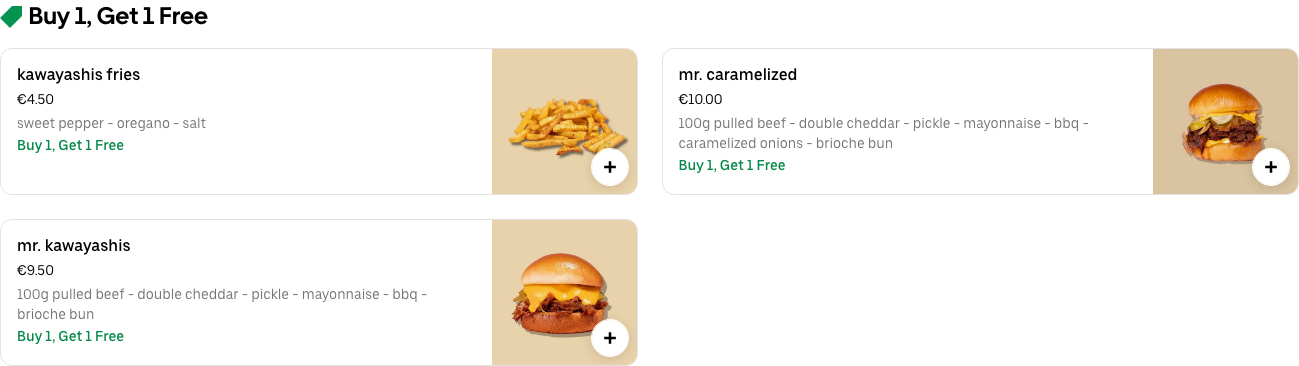 Buy 1, Get 1 Free
kawayashis fries
€4.50
sweet pepper - oregano - salt
Buy 1, Get 1 Free
mr. caramelized
€10.00
100g pulled beef - double cheddar - pickle - mayonnaise - bbq -
caramelized onions - brioche bun
Buy 1, Get 1 Free
mr. kawayashis
€9.50
100g pulled beef - double cheddar - pickle - mayonnaise - bbq -
brioche bun
Buy 1, Get 1 Free